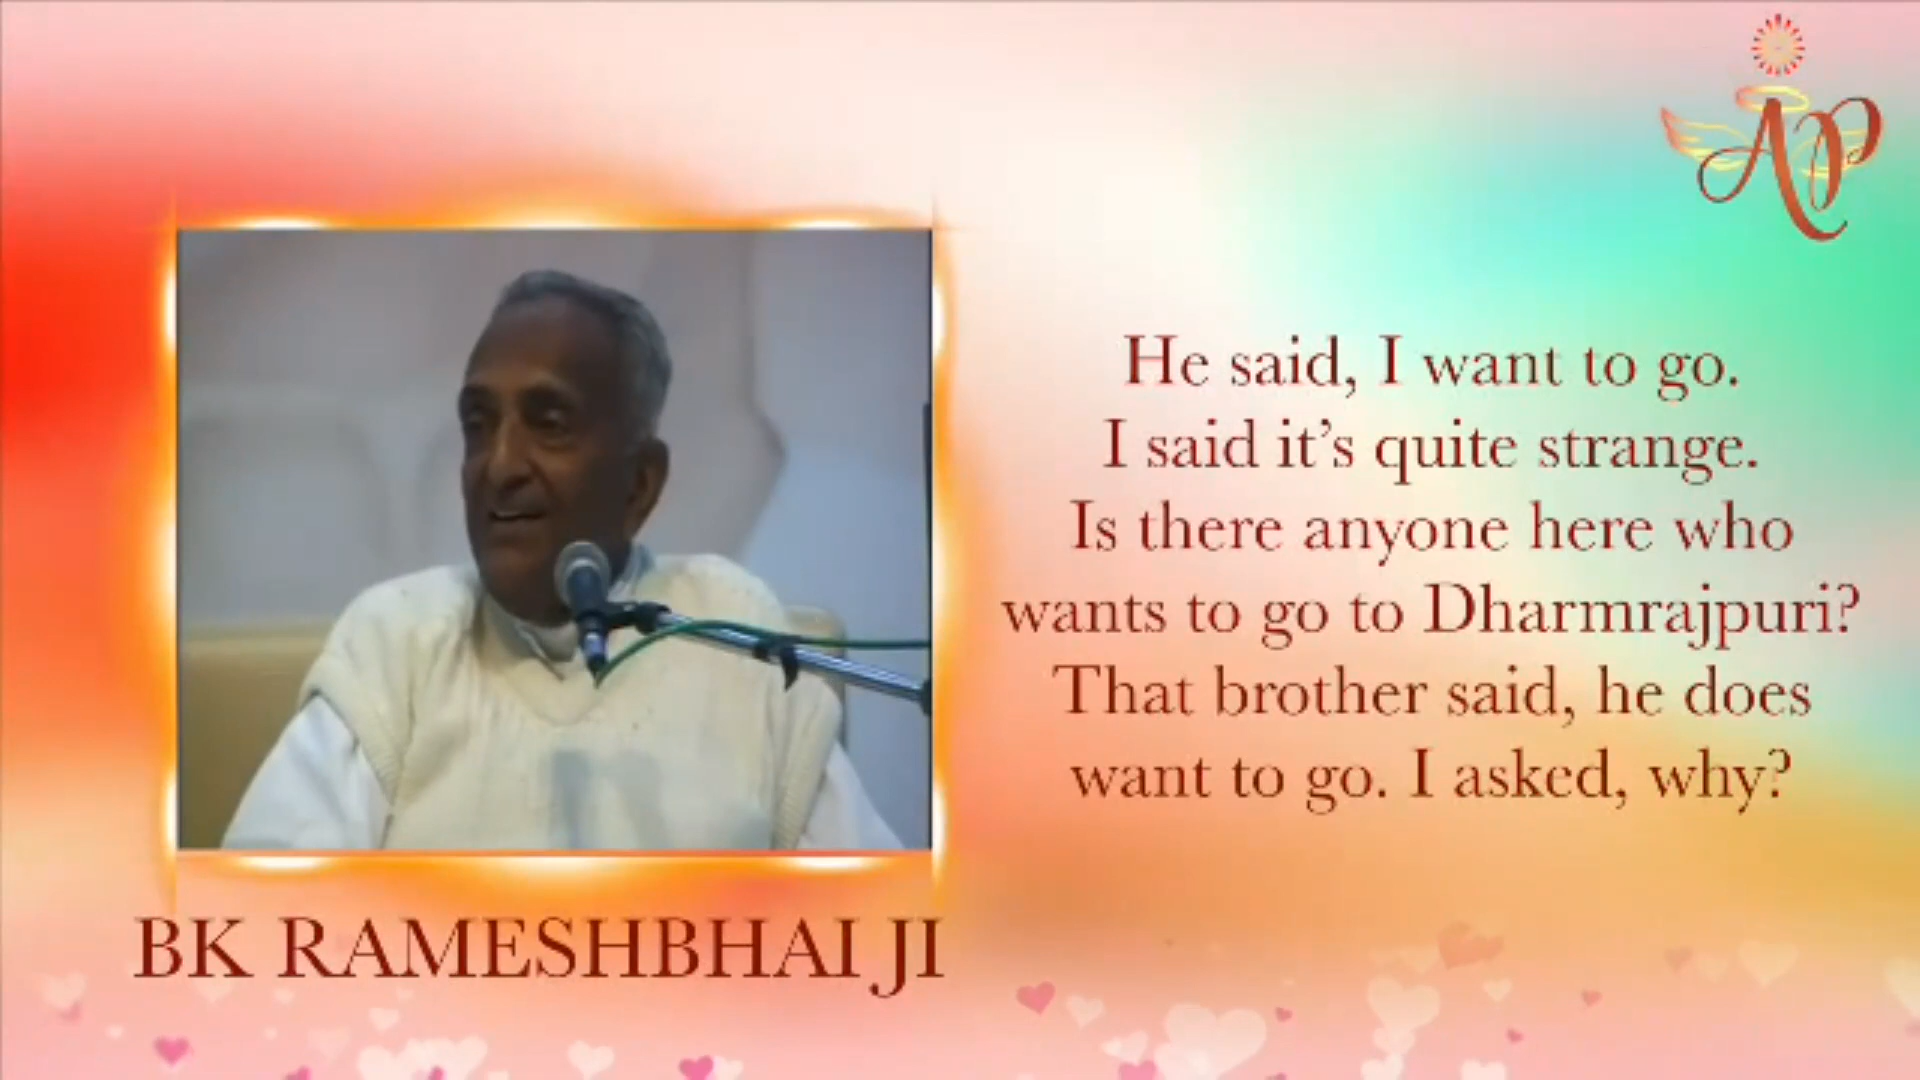 AP
He said, I want to go.
I said it’s quite strange.
Is there anyone here who
wants to go to Dharmrajpuri?
That brother said, he does
want to go. I asked, why?
BK RAMESHBHAI JI